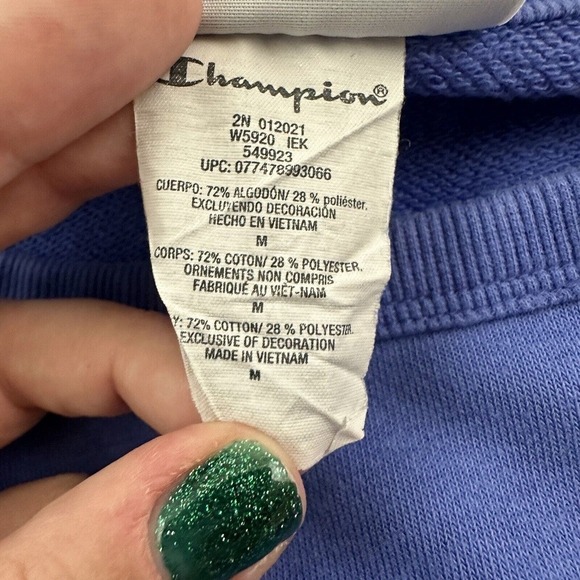 Champion®
2N 012021
W5920 IEK
549923
UPC: 077478993066
CUERPO: 72% ALGODÓN/ 28 % poliéster.
EXCLUYENDO DECORACIÓN
HECHO EN VIETNAM
M
CORPS: 72% COTON/ 28 % POLYESTER.
ORNEMENTS NON COMPRIS
FABRIQUÉ AU VIÊT-NAM
M
Y: 72% COTTON/ 28 % POLYESTER.
EXCLUSIVE OF DECORATION
MADE IN VIETNAM
M